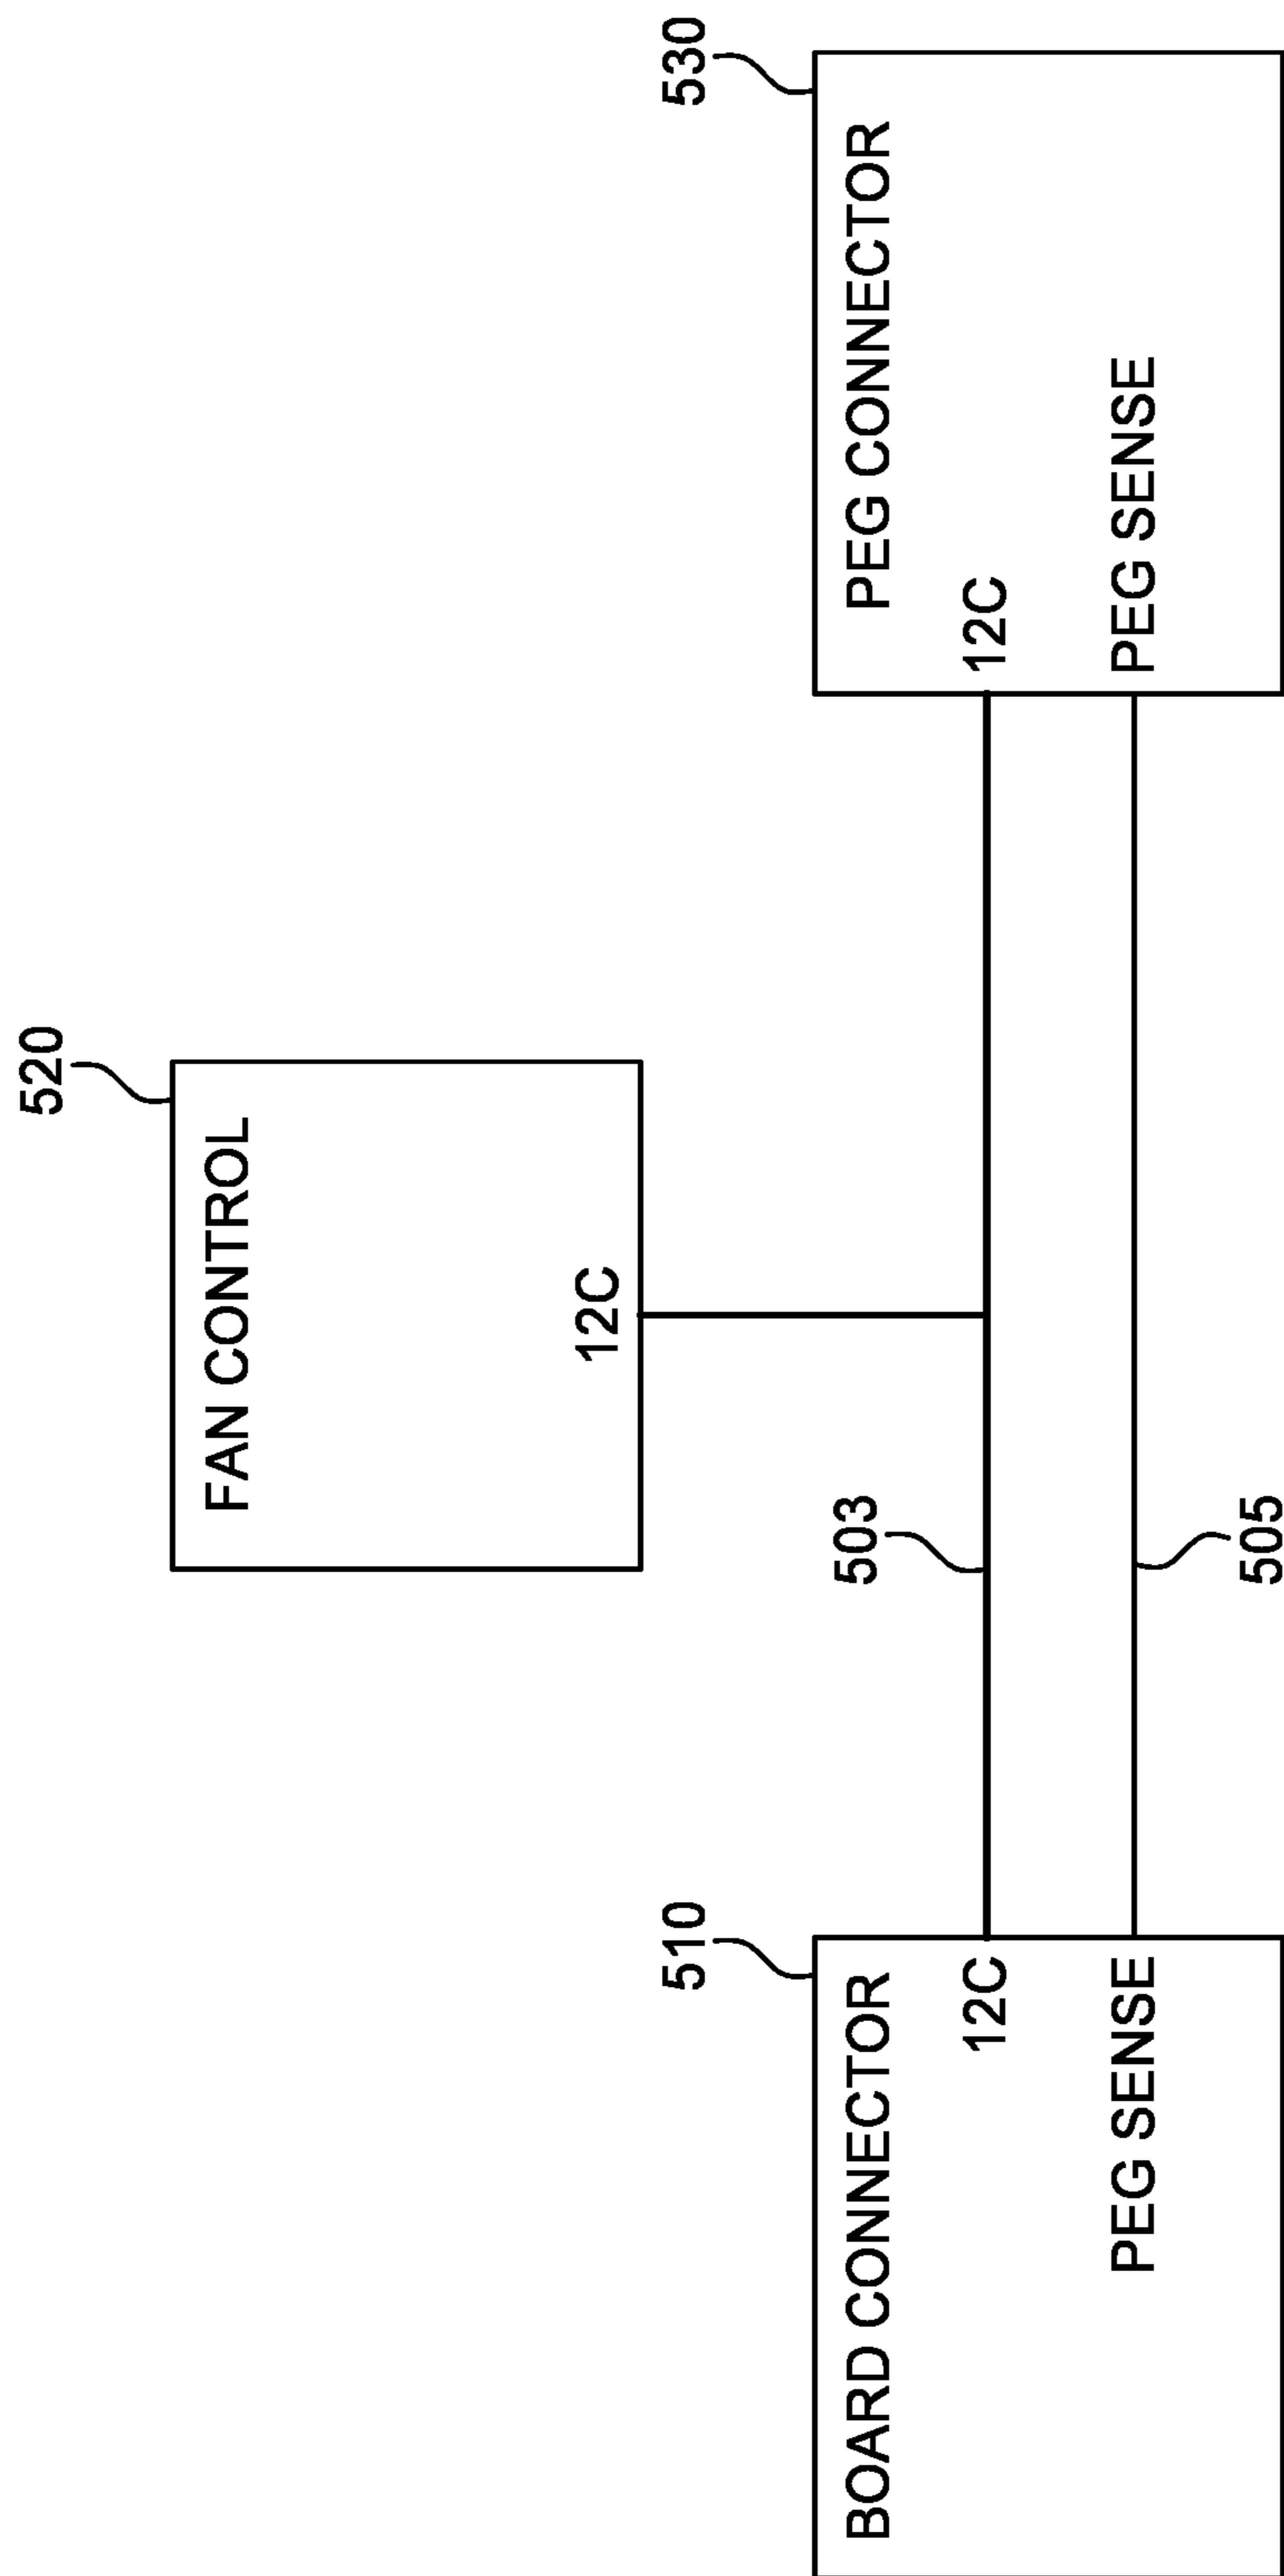 520
FAN CONTROL
12C
510
530
BOARD CONNECTOR
12C
PEG SENSE
503
505
PEG CONNECTOR
12C
PEG SENSE